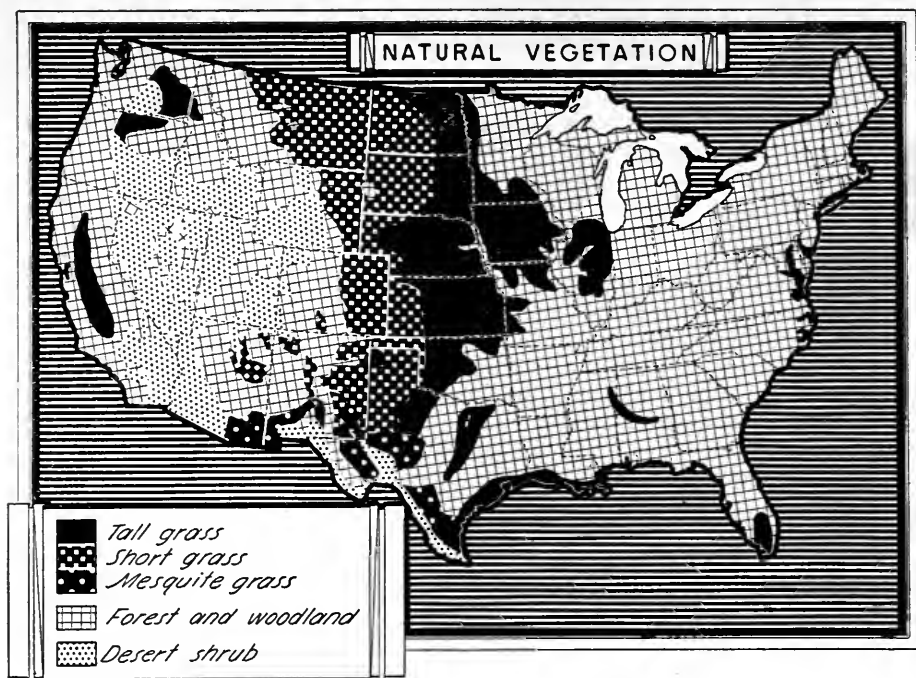 NATURAL VEGETATION
Tall grass
Short grass
Mesquite grass
Forest and woodland
Desert shrub